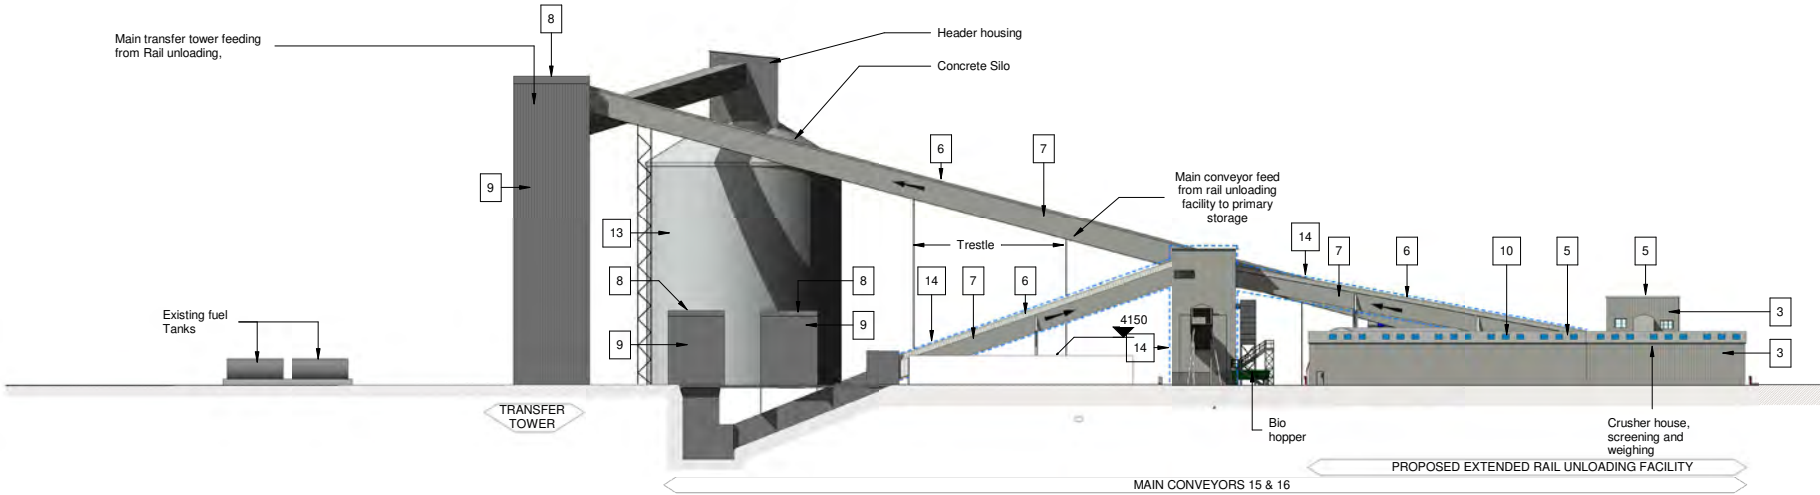 8
Main transfer tower feeding
from Rail unloading,
Header housing
Concrete Silo
6
7
9
Main conveyor feed
from rail unloading
facility to primary
storage
13
Trestle
14
7
6
10
5
5
8
14
7
6
8
Existing fuel
Tanks
9
9
4150
14
3
3
TRANSFER
TOWER
Bio
hopper
Crusher house,
screening and
weighing
PROPOSED EXTENDED RAIL UNLOADING FACILITY
MAIN CONVEYORS 15 & 16